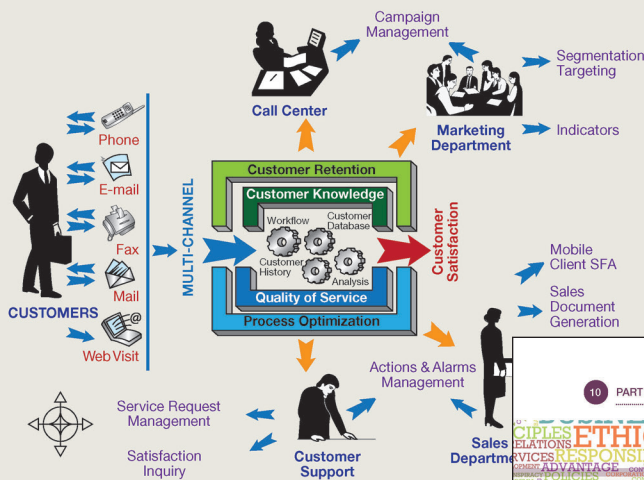 Campaign
Management
Segmentation
Targeting
Call Center
Marketing
Department
Indicators
Phone
E-mail
Fax
Mail
Web Visit
CUSTOMERS
MULTI-CHANNEL
Customer Retention
Customer Knowledge
Workflow
Customer
Database
Customer
History
Analysis
Quality of Service
Process Optimization
Customer
Satisfaction
Mobile
Client SFA
Sales
Document
Generation
Actions & Alarms
Management
Service Request
Management
Satisfaction
Inquiry
Customer
Support
Sales
10 PART
ETHI
ADVANTAGE
POLICIES